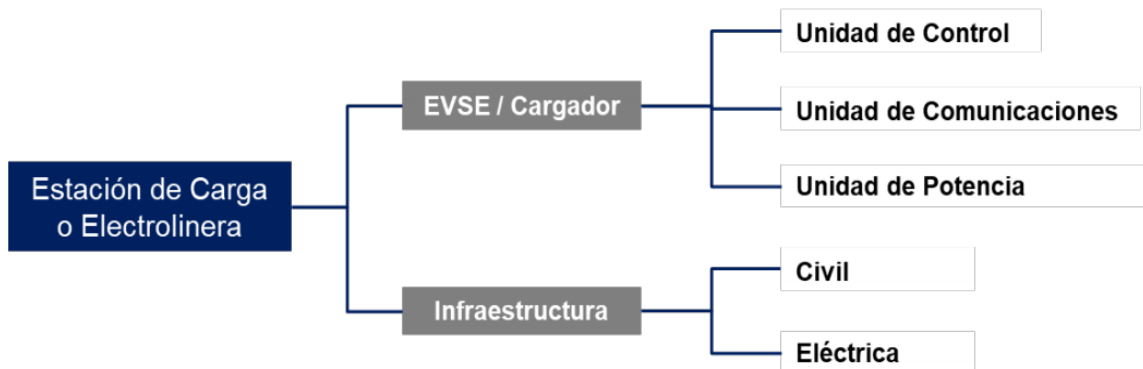 Estación de Carga
o Electrolinera
EVSE / Cargador
Unidad de Control
Unidad de Comunicaciones
Unidad de Potencia
Infraestructura
Civil
Eléctrica